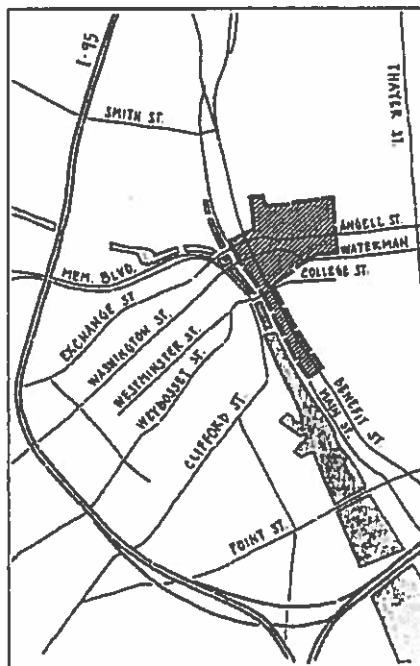 I-95
THAYER ST.
SMITH ST.
ANGELL ST.
WATERMAN
COLLEGE ST.
MEM. BLVD.
EXCHANGE ST
WASHINGTON ST.
WESTMINSTER ST.
WEYBOSSET ST.
CLIFFORD ST.
BENEFIT ST.
MAIN ST.
POINT ST.